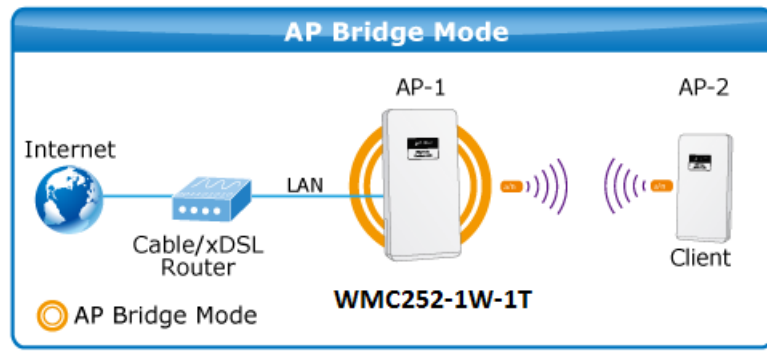 AP Bridge Mode
AP-1
AP-2
Internet
LAN
a/n
a/n
Cable/xDSL
Router
Client
WMC252-1W-1T
AP Bridge Mode